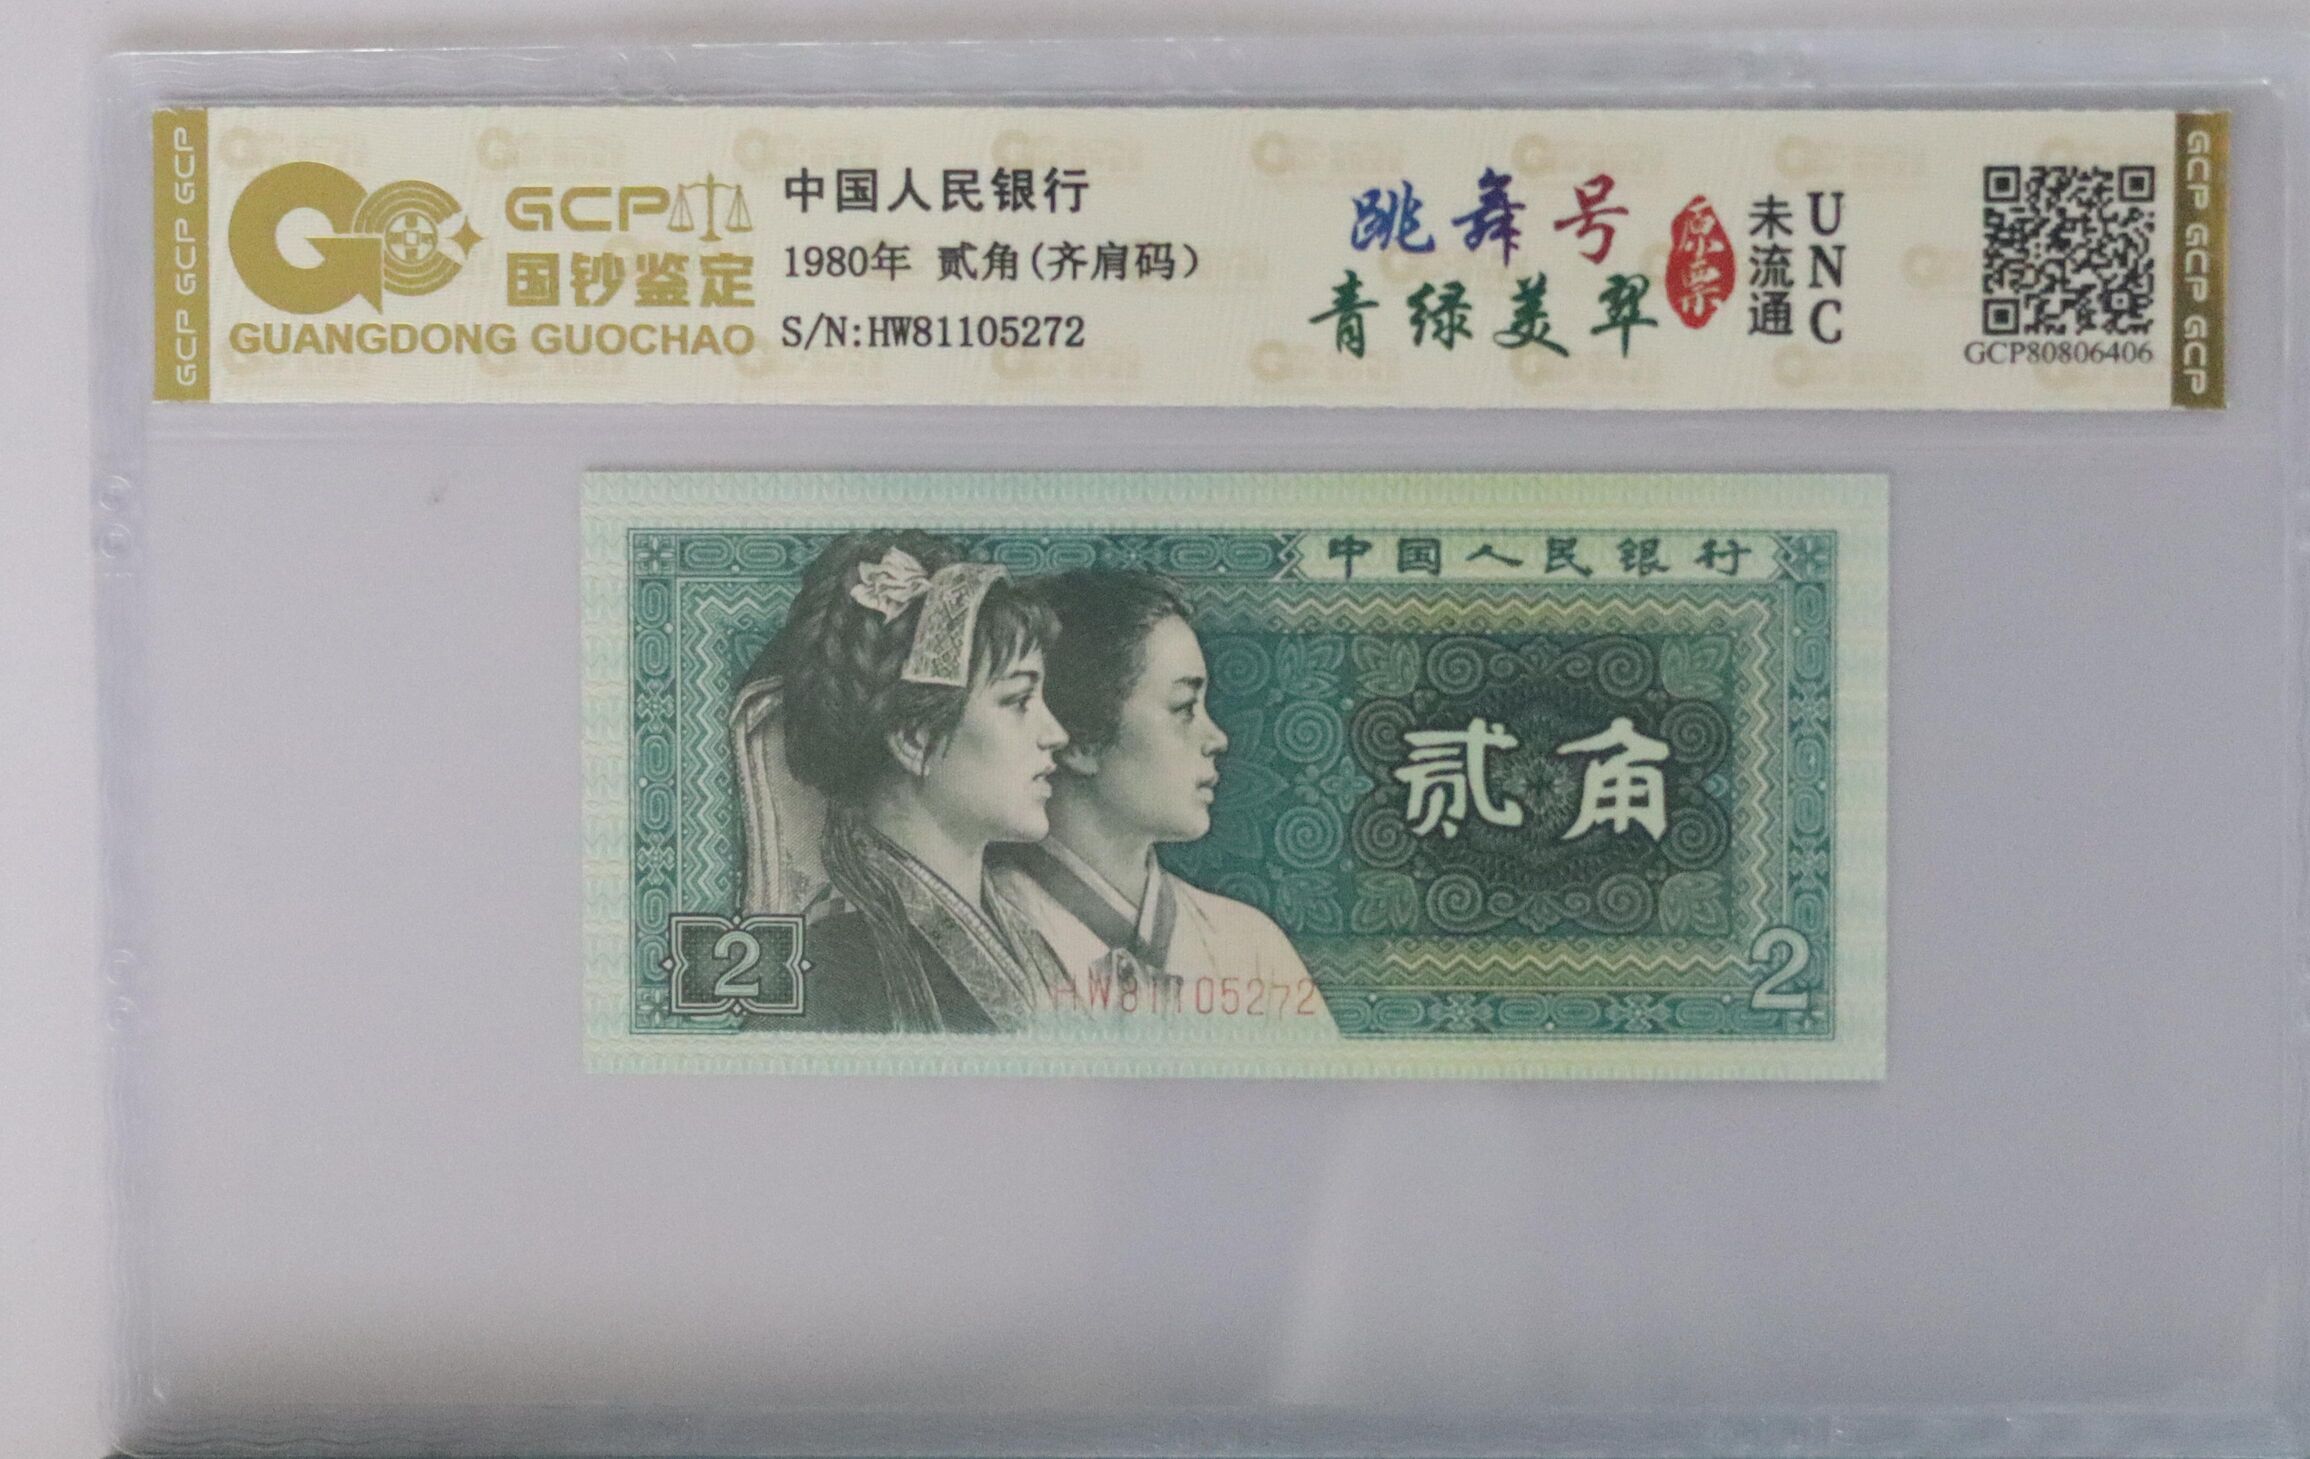 GCP GCP GCP
GCP
国钞鉴定
GUANGDONG GUOCHAO
中国人民银行
1980年 贰角(齐肩码)
S/N:HW81105272
跳舞号
青绿美翠
原票
未流通
UNC
GCP80806406
GCP GCP GCP
中国人民银行
贰角
2
HW81105272
2